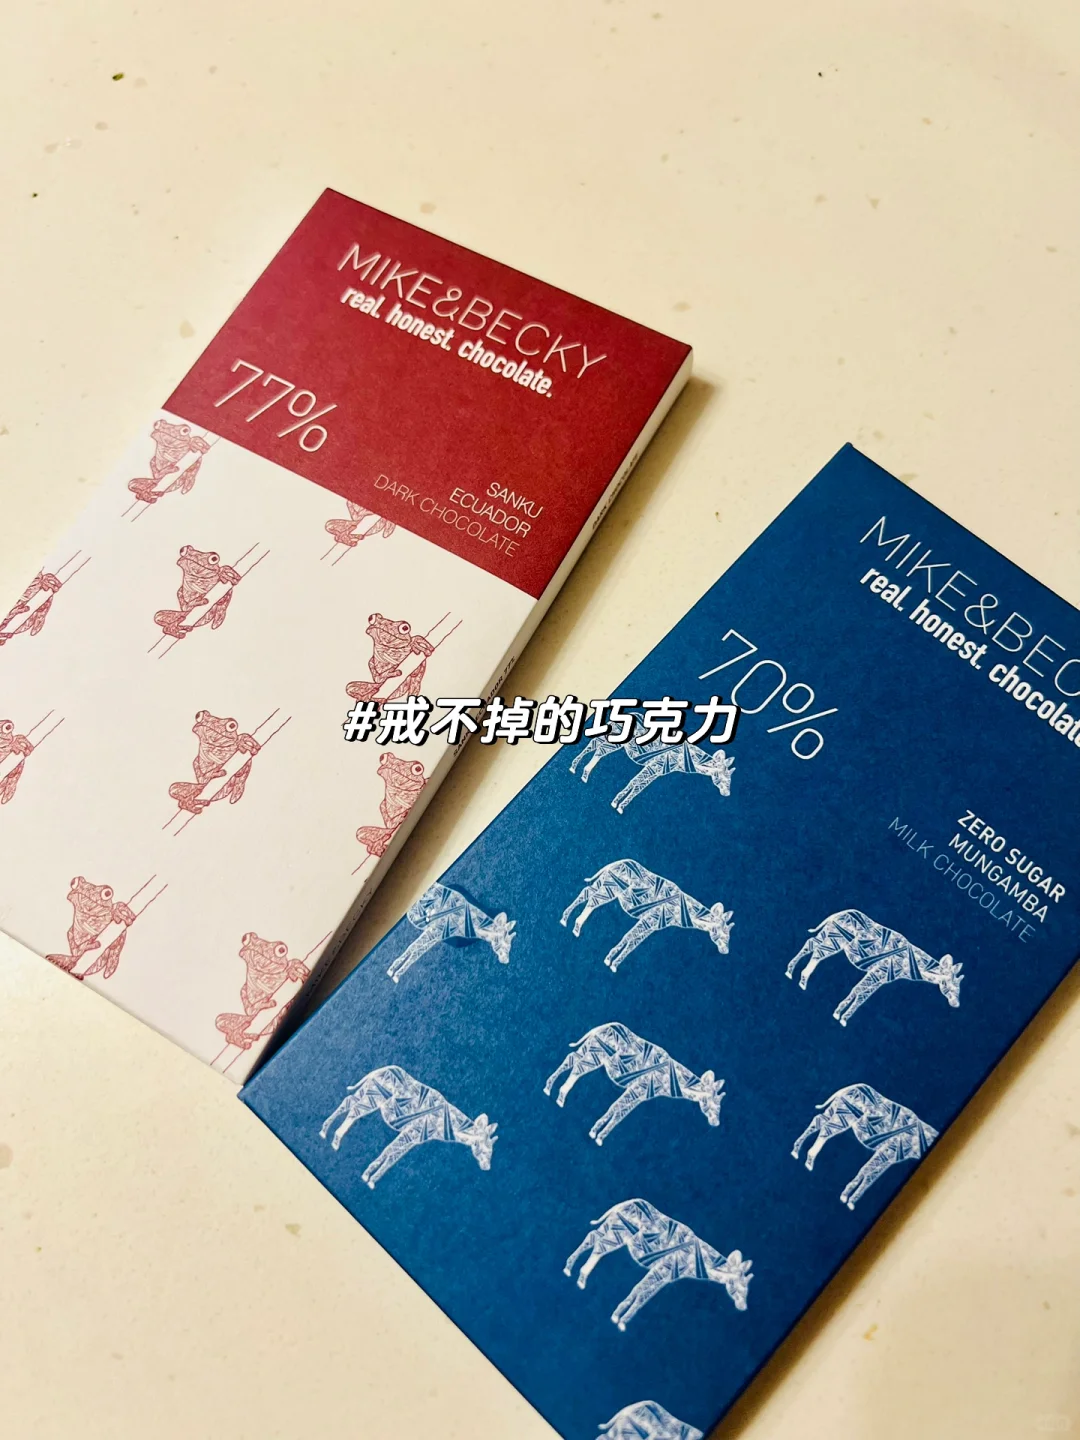 MIKE&BECKY
real. honest. chocolate.
77%
SANKU
ECUADOR
DARK CHOCOLATE
#戒不掉的巧克力
MIKE&BEC
real. honest. chocolat
70%
ZERO SUGAR
MUNGAMBA
MILK CHOCOLATE